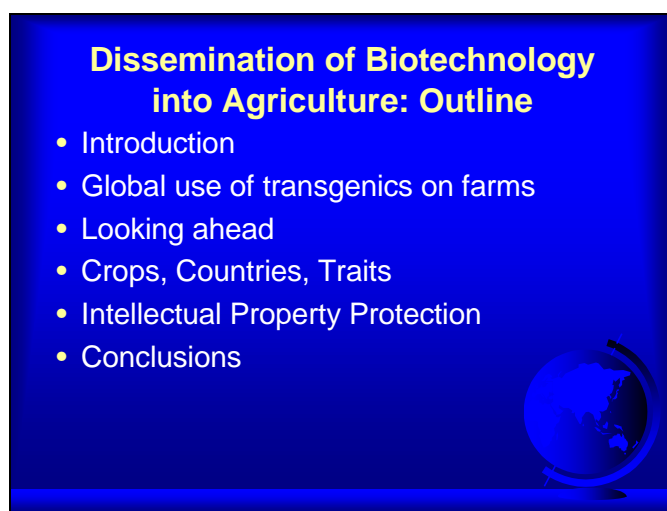 Dissemination of Biotechnology
into Agriculture: Outline
• Introduction
• Global use of transgenics on farms
• Looking ahead
• Crops, Countries, Traits
• Intellectual Property Protection
• Conclusions